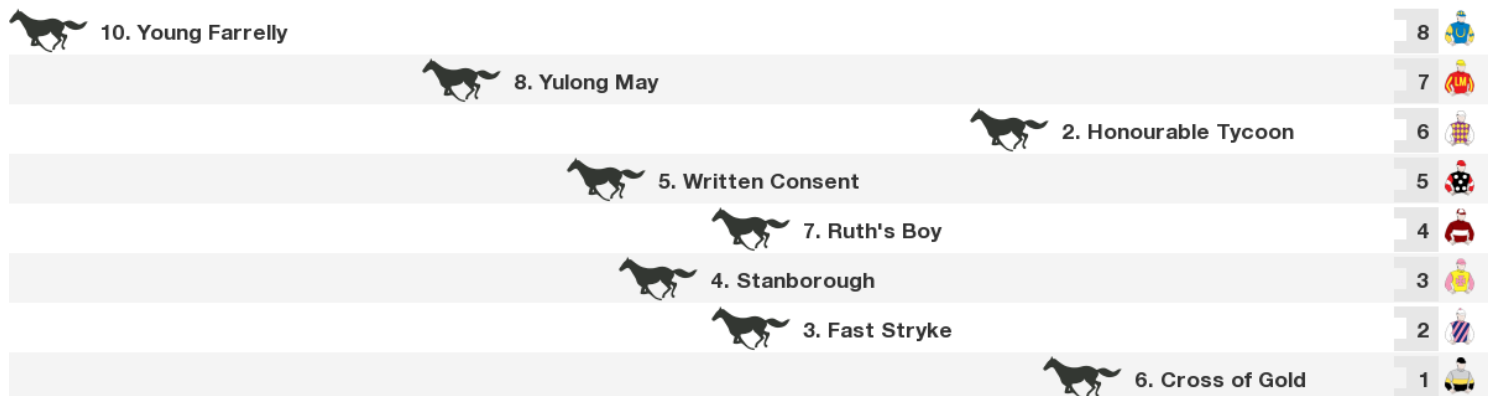 10. Young Farrelly 8
8. Yulong May 7 LM
2. Honourable Tycoon 6
5. Written Consent 5
7. Ruth's Boy 4
4. Stanborough 3
3. Fast Stryke 2
6. Cross of Gold 1